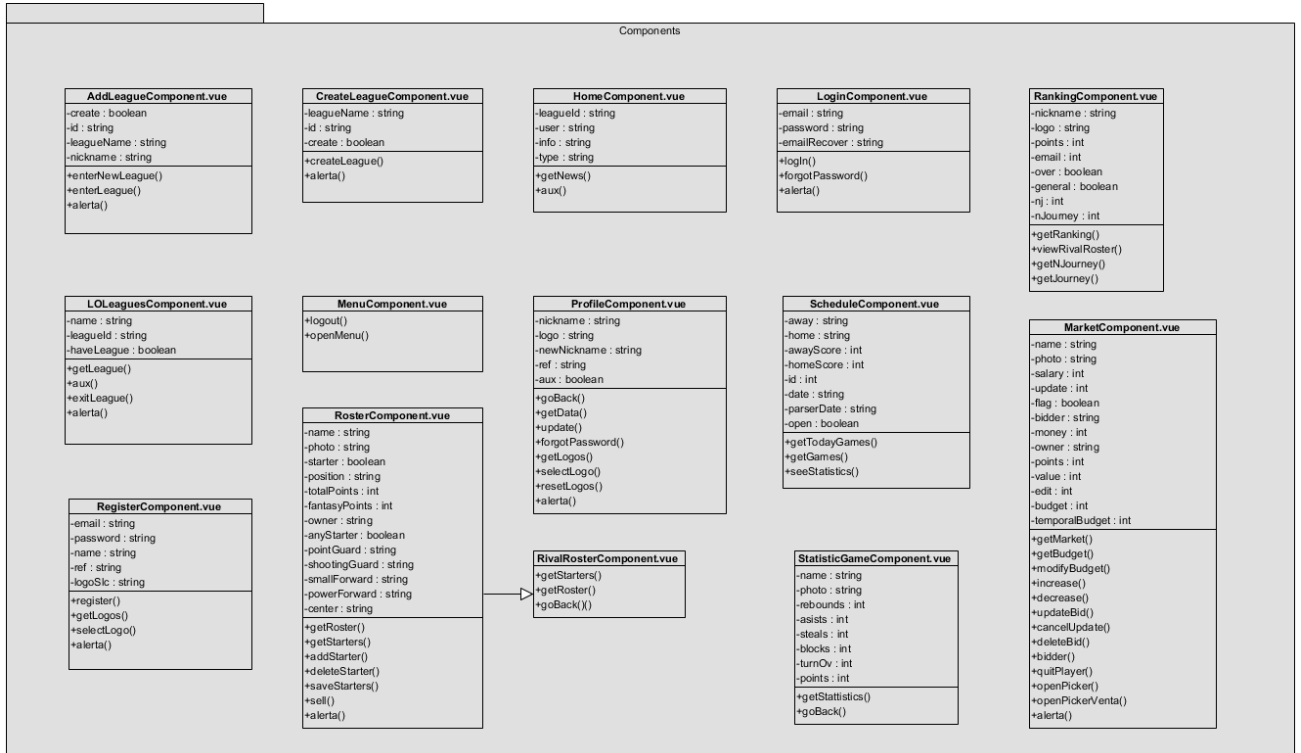 Components
AddLeagueComponent.vue
-create : boolean
-id : string
-leagueName : string
-nickname : string
+enterNewLeague()
+enterLeague()
+alerta()
CreateLeagueComponent.vue
-leagueName : string
-id : string
-create : boolean
+createLeague()
+alerta()
HomeComponent.vue
-leagueId : string
-user : string
-info : string
-type : string
+getNews()
+aux()
LoginComponent.vue
-email : string
-password : string
-emailRecover : string
+logIn()
+forgotPassword()
+alerta()
RankingComponent.vue
-nickname : string
-logo : string
-points : int
-email : int
-over : boolean
-general : boolean
-nj : int
-nJourney : int
+getRanking()
+viewRivalRoster()
+getNJourney()
+getJourney()
LOLeaguesComponent.vue
-name : string
-leagueId : string
-haveLeague : boolean
+getLeague()
+aux()
+exitLeague()
+alerta()
MenuComponent.vue
+logout()
+openMenu()
ProfileComponent.vue
-nickname : string
-logo : string
-newNickname : string
-ref : string
-aux : boolean
+goBack()
+getData()
+update()
+forgotPassword()
+getLogos()
+selectLogo()
+resetLogos()
+alerta()
ScheduleComponent.vue
-away : string
-home : string
-awayScore : int
-homeScore : int
-id : int
-date : string
-parserDate : string
-open : boolean
+getTodayGames()
+getGames()
+seeStatistics()
MarketComponent.vue
-name : string
-photo : string
-salary : int
-update : int
-flag : boolean
-bidder : string
-money : int
-owner : string
-points : int
-value : int
-edit : int
-budget : int
-temporalBudget : int
+getMarket()
+getBudget()
+modifyBudget()
+increase()
+decrease()
+updateBid()
+cancelUpdate()
+deleteBid()
+bidder()
+quitPlayer()
+openPicker()
+openPickerVenta()
+alerta()
RosterComponent.vue
-name : string
-photo : string
-starter : boolean
-position : string
-totalPoints : int
-fantasyPoints : int
-owner : string
-anyStarter : boolean
-pointGuard : string
-shootingGuard : string
-smallForward : string
-powerForward : string
-center : string
+getRoster()
+getStarters()
+addStarter()
+deleteStarter()
+saveStarters()
+sell()
+alerta()
RegisterComponent.vue
-email : string
-password : string
-name : string
-ref : string
-logoSlc : string
+register()
+getLogos()
+selectLogo()
+alerta()
RivalRosterComponent.vue
+getStarters()
+getRoster()
+goBack()()
StatisticGameComponent.vue
-name : string
-photo : string
-rebounds : int
-asists : int
-steals : int
-blocks : int
-turnOv : int
-points : int
+getStattistics()
+goBack()